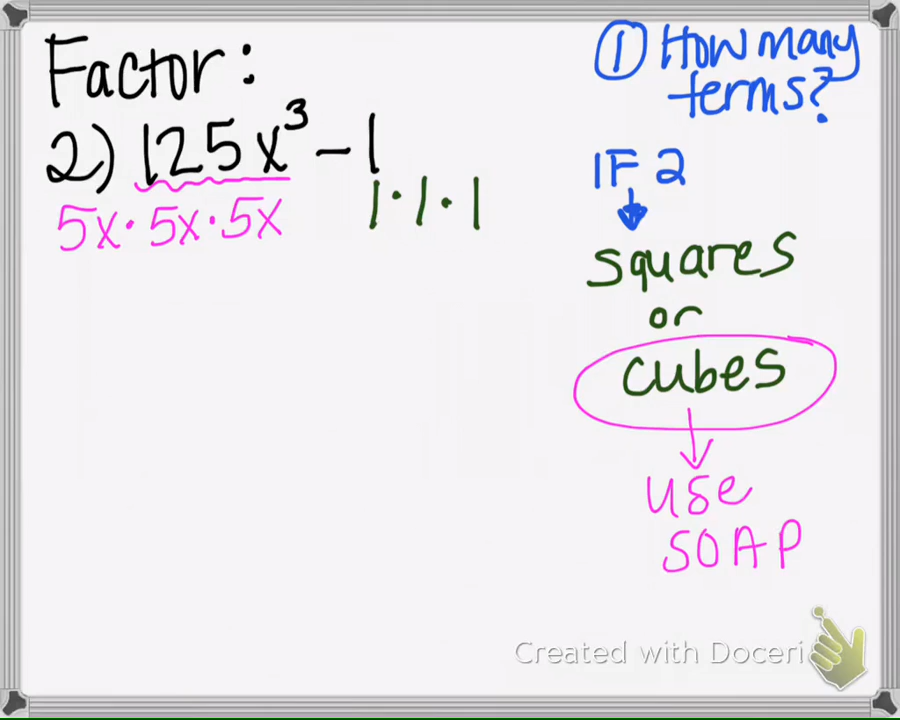 Factor:
2) 125x³ - 1
5x · 5x · 5x
1 · 1 · 1
① How many
terms?
IF 2
squares
or
cubes
use
SOAP
Created with Doceri